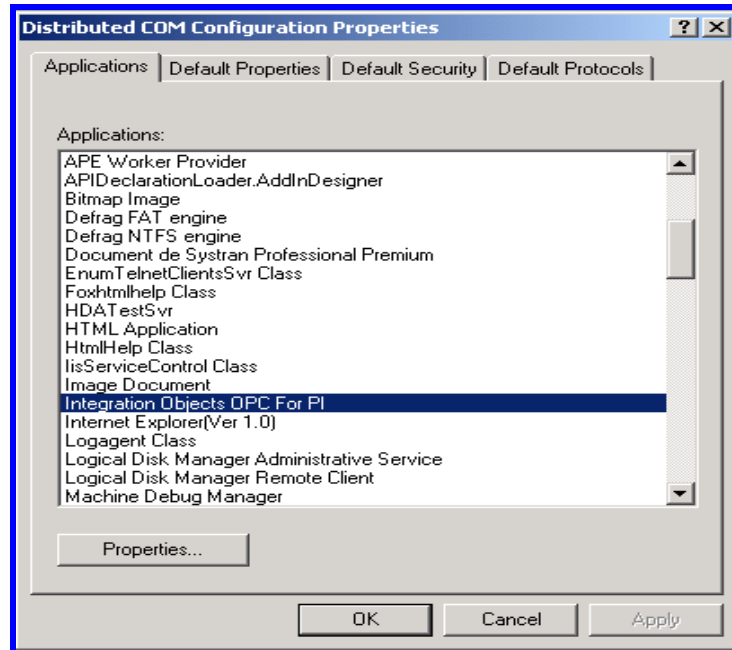 Distributed COM Configuration Properties
Applications Default Properties Default Security Default Protocols
Applications:
APE Worker Provider
APIDeclarationLoader.AddInDesigner
Bitmap Image
Defrag FAT engine
Defrag NTFS engine
Document de Systran Professional Premium
EnumTelnetClientsSvr Class
Foxhtmlhelp Class
HDATestSvr
HTML Application
HtmlHelp Class
IisServiceControl Class
Image Document
Integration Objects OPC For PI
Internet Explorer(Ver 1.0)
Logagent Class
Logical Disk Manager Administrative Service
Logical Disk Manager Remote Client
Machine Debug Manager
Properties...
OK Cancel Apply